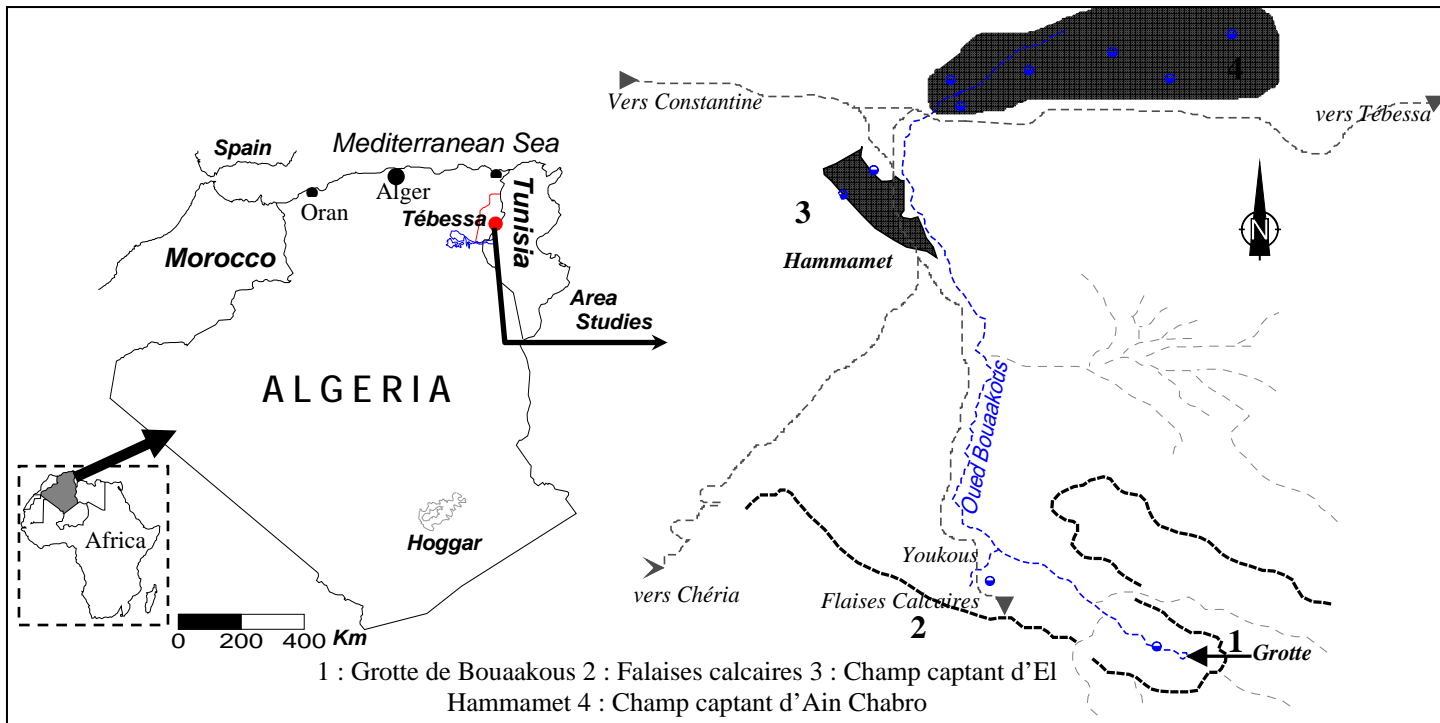 Spain
Mediterranean Sea
Alger
Oran
Tébessa
Tunisia
Morocco
Area
Studies
ALGERIA
Hoggar
Africa
0 200 400 Km
Vers Constantine
4
vers Tébessa
3
Hammamet
N
Oued Bouaakous
Youkous
vers Chéria
Flaises Calcaires
2
1
Grotte
1 : Grotte de Bouaakous 2 : Falaises calcaires 3 : Champ captant d’El
Hammamet 4 : Champ captant d’Ain Chabro